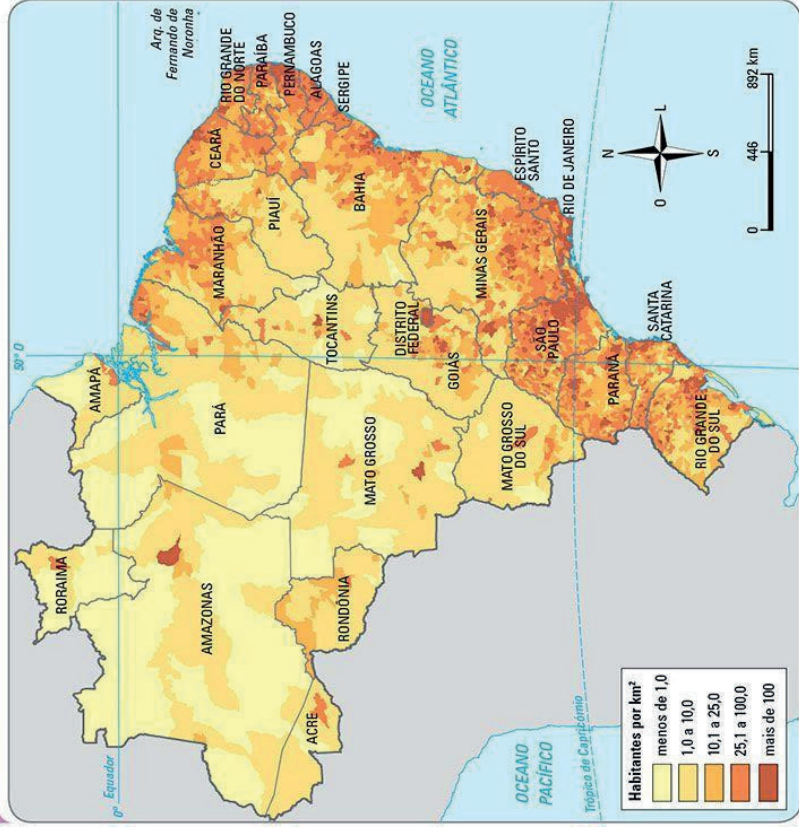 Arq. de
Fernando de
Noronha
RIO GRANDE
DO NORTE
PARAÍBA
PERNAMBUCO
ALAGOAS
SERGIPE
CEARÁ
MARANHÃO
PIAUÍ
BAHIA
OCEANO
ATLÂNTICO
50° O
AMAPÁ
PARÁ
TOCANTINS
RORAIMA
AMAZONAS
ACRE
RONDÔNIA
MATO GROSSO
DISTRITO
FEDERAL
GOIÁS
MINAS GERAIS
ESPÍRITO
SANTO
RIO DE JANEIRO
SÃO
PAULO
MATO GROSSO
DO SUL
PARANÁ
SANTA
CATARINA
RIO GRANDE
DO SUL
0° Equador
Trópico de Capricórnio
OCEANO
PACÍFICO
N
O
L
S
0 446 892 km
Habitantes por km²
menos de 1,0
1,0 a 10,0
10,1 a 25,0
25,1 a 100,0
mais de 100